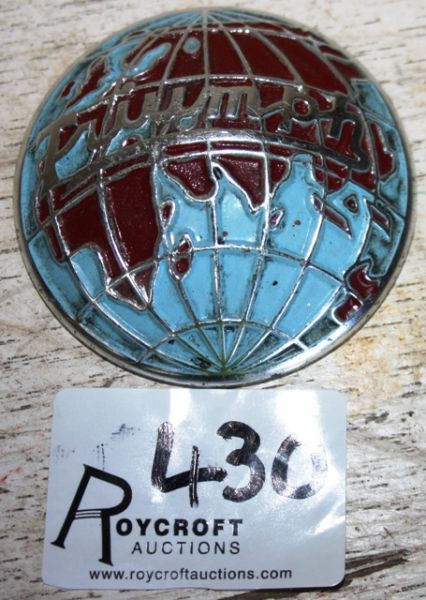 Triumph
430
ROYCROFT
AUCTIONS
www.roycroftauctions.com